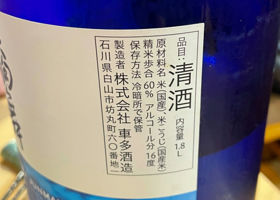 品目：清酒
内容量 1.8L
原材料名 米（国産）、米こうじ（国産米）
精米歩合 60% アルコール分 16度
保存方法 冷暗所で保管
製造者 株式会社 車多酒造
石川県白山市坊丸町六〇番地一